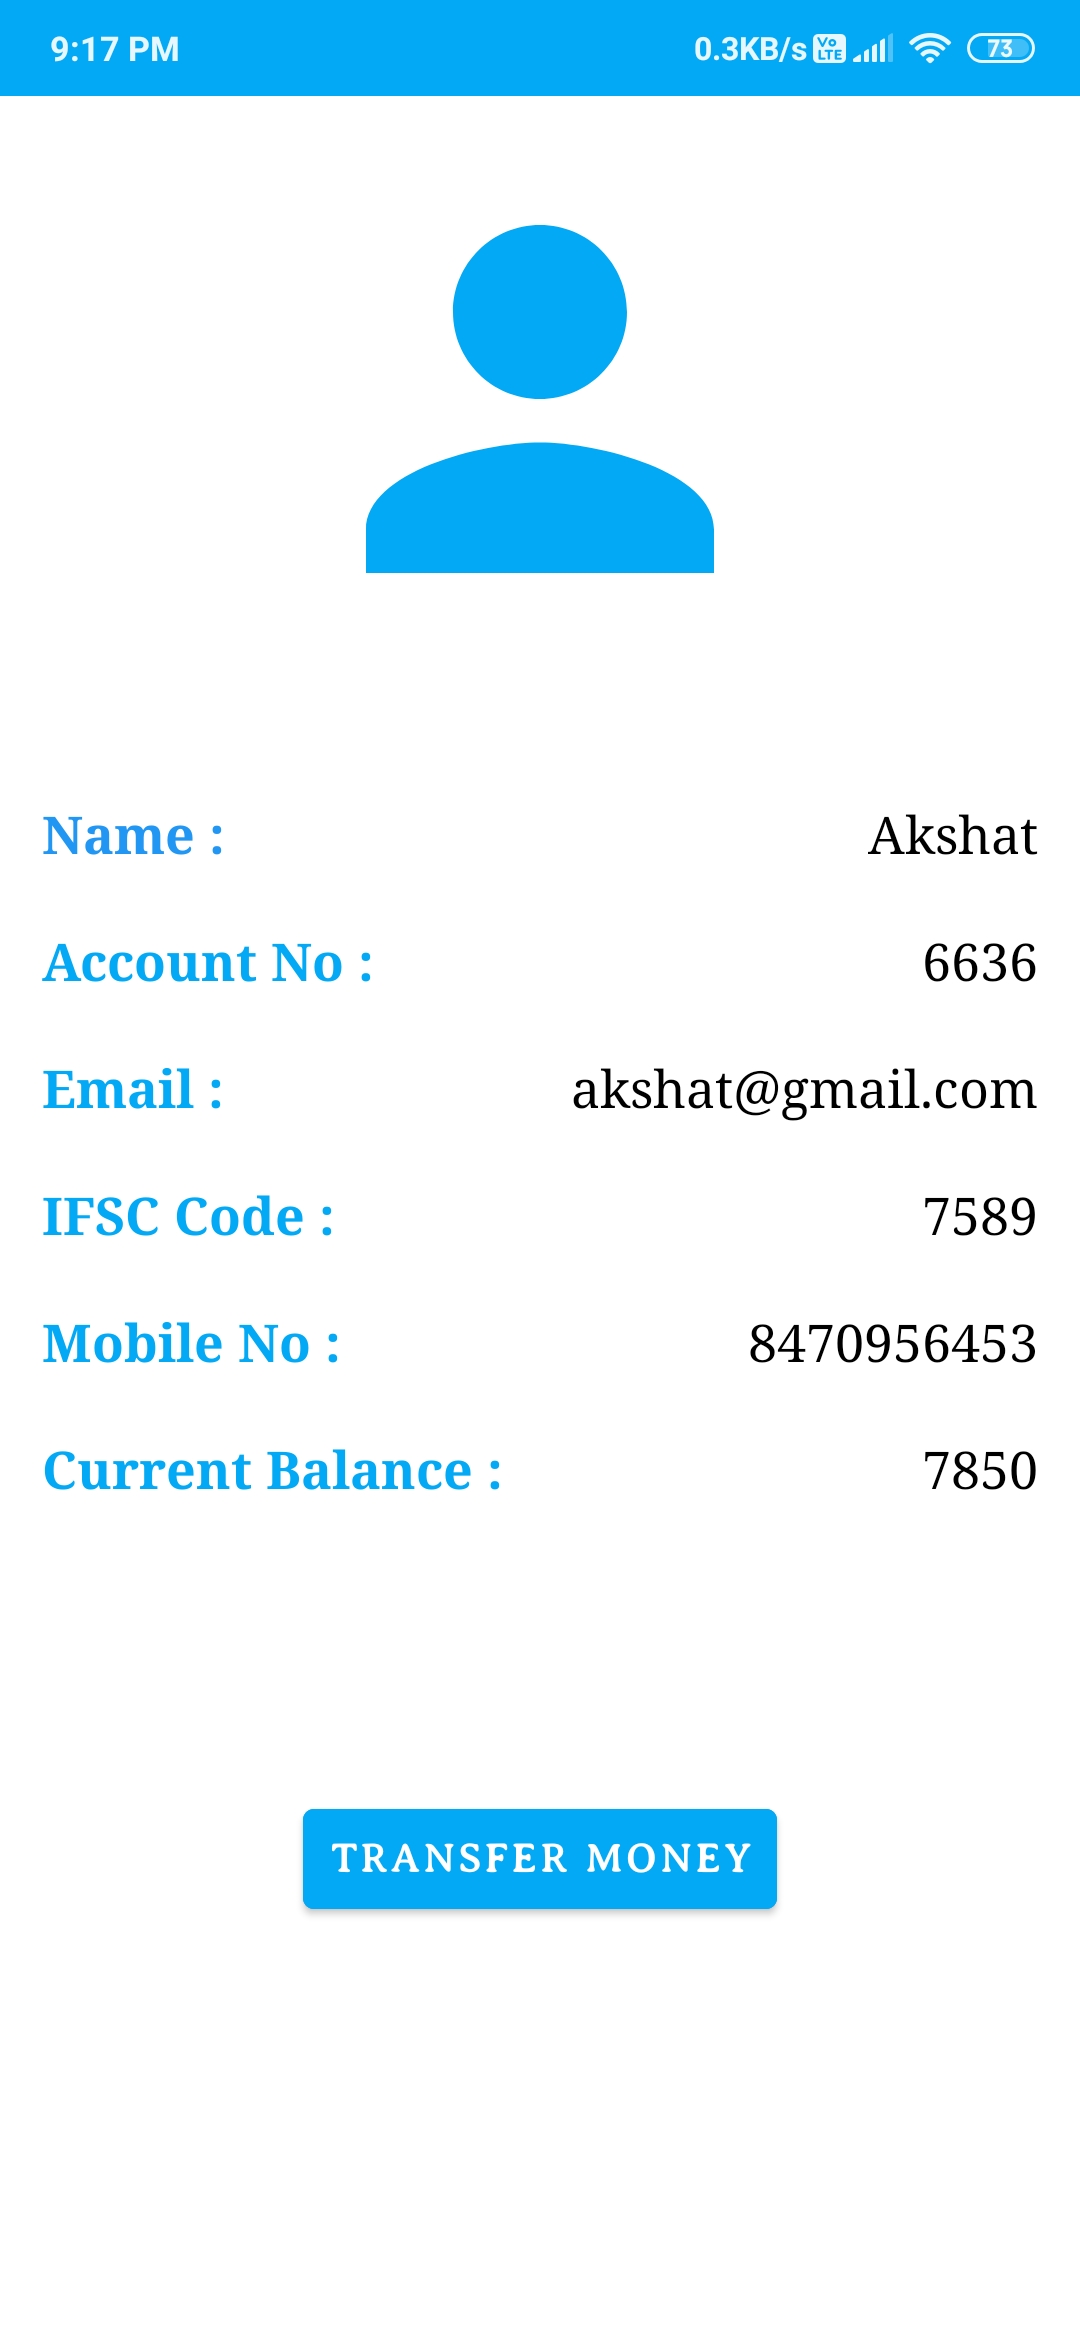 9:17 PM 0.3KB/s Vo LTE 73
Name : Akshat
Account No : 6636
Email : akshat@gmail.com
IFSC Code : 7589
Mobile No : 8470956453
Current Balance : 7850
TRANSFER MONEY